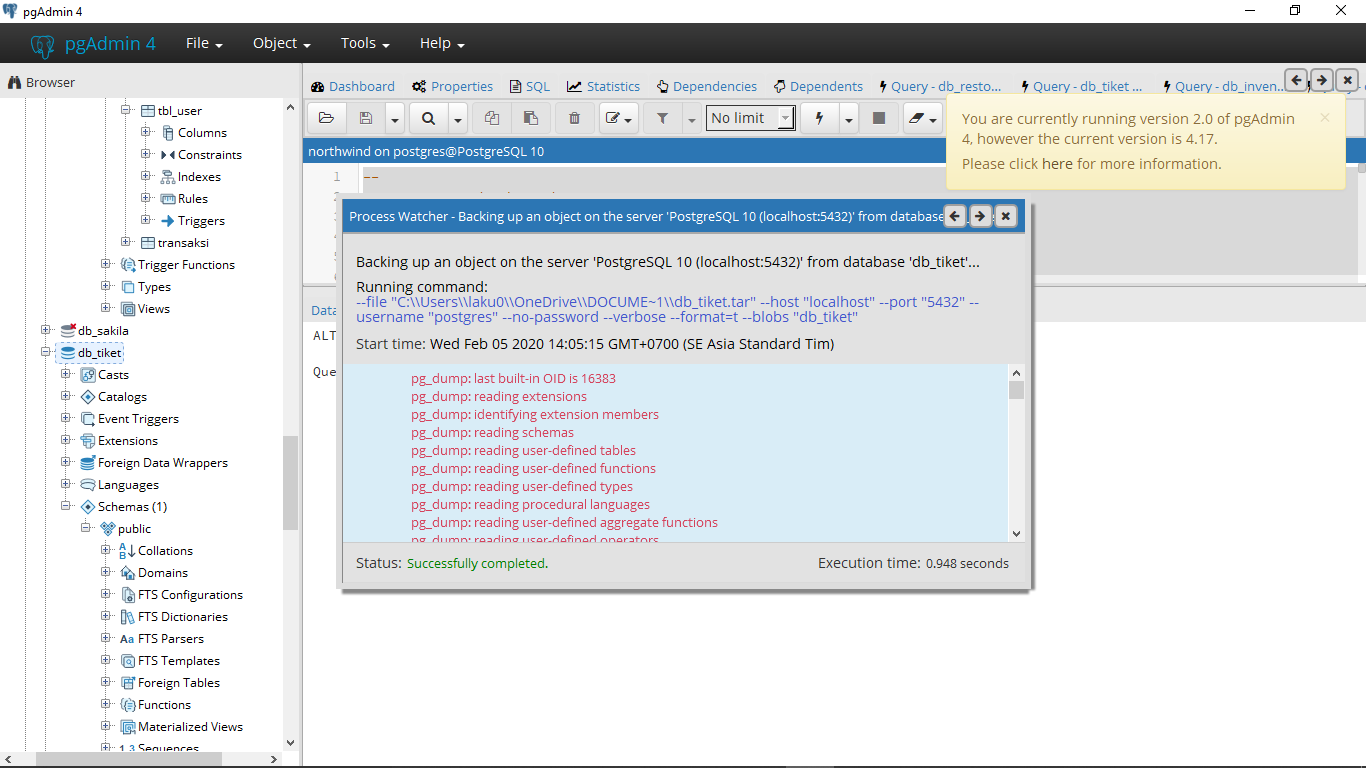 pgAdmin 4
pgAdmin 4
File
Object
Tools
Help
Browser
tbl_user
Columns
Constraints
Indexes
Rules
Triggers
transaksi
Trigger Functions
Types
Views
db_sakila
db_tiket
Casts
Catalogs
Event Triggers
Extensions
Foreign Data Wrappers
Languages
Schemas (1)
public
Collations
Domains
FTS Configurations
FTS Dictionaries
FTS Parsers
FTS Templates
Foreign Tables
Functions
Materialized Views
Sequences
Dashboard
Properties
SQL
Statistics
Dependencies
Dependents
Query - db_resto...
Query - db_tiket ...
Query - db_inven...
No limit
northwind on postgres@PostgreSQL 10
1
--
You are currently running version 2.0 of pgAdmin
4, however the current version is 4.17.
Please click here for more information.
Process Watcher - Backing up an object on the server 'PostgreSQL 10 (localhost:5432)' from database
Backing up an object on the server 'PostgreSQL 10 (localhost:5432)' from database 'db_tiket'...
Running command:
--file "C:\\Users\\laku0\\OneDrive\\DOCUME~1\\db_tiket.tar" --host "localhost" --port "5432" --
username "postgres" --no-password --verbose --format=t --blobs "db_tiket"
Start time: Wed Feb 05 2020 14:05:15 GMT+0700 (SE Asia Standard Tim)
pg_dump: last built-in OID is 16383
pg_dump: reading extensions
pg_dump: identifying extension members
pg_dump: reading schemas
pg_dump: reading user-defined tables
pg_dump: reading user-defined functions
pg_dump: reading user-defined types
pg_dump: reading procedural languages
pg_dump: reading user-defined aggregate functions
pg_dump: reading user-defined operators
Status: Successfully completed.
Execution time: 0.948 seconds
Data
ALT
Que